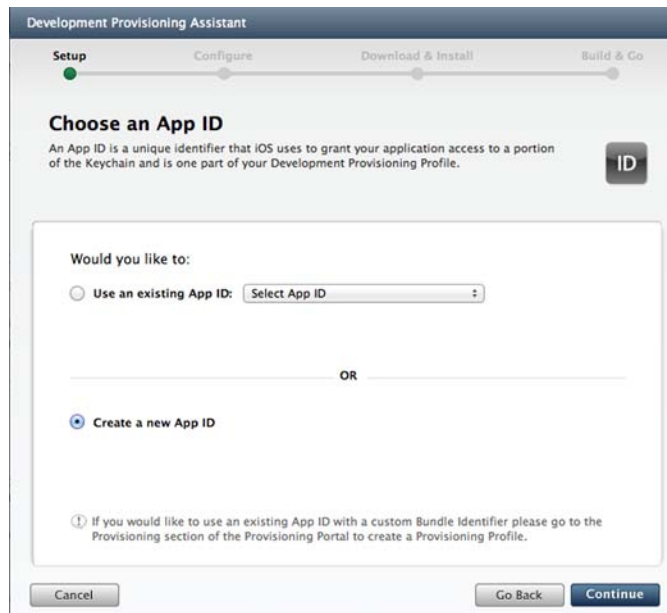 Development Provisioning Assistant
Setup Configure Download & Install Build & Go
Choose an App ID
An App ID is a unique identifier that iOS uses to grant your application access to a portion
of the Keychain and is one part of your Development Provisioning Profile.
ID
Would you like to:
Use an existing App ID: Select App ID
OR
Create a new App ID
If you would like to use an existing App ID with a custom Bundle Identifier please go to the
Provisioning section of the Provisioning Portal to create a Provisioning Profile.
Cancel Go Back Continue